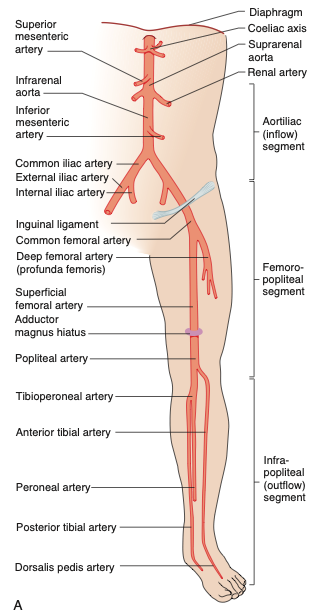 Superior
mesenteric
artery
Infrarenal
aorta
Inferior
mesenteric
artery
Common iliac artery
External iliac artery
Internal iliac artery
Inguinal ligament
Common femoral artery
Deep femoral artery
(profunda femoris)
Superficial
femoral artery
Adductor
magnus hiatus
Popliteal artery
Tibioperoneal artery
Anterior tibial artery
Peroneal artery
Posterior tibial artery
Dorsalis pedis artery
A
Diaphragm
Coeliac axis
Suprarenal
aorta
Renal artery
Aortiliac
(inflow)
segment
Femoro-
popliteal
segment
Infra-
popliteal
(outflow)
segment